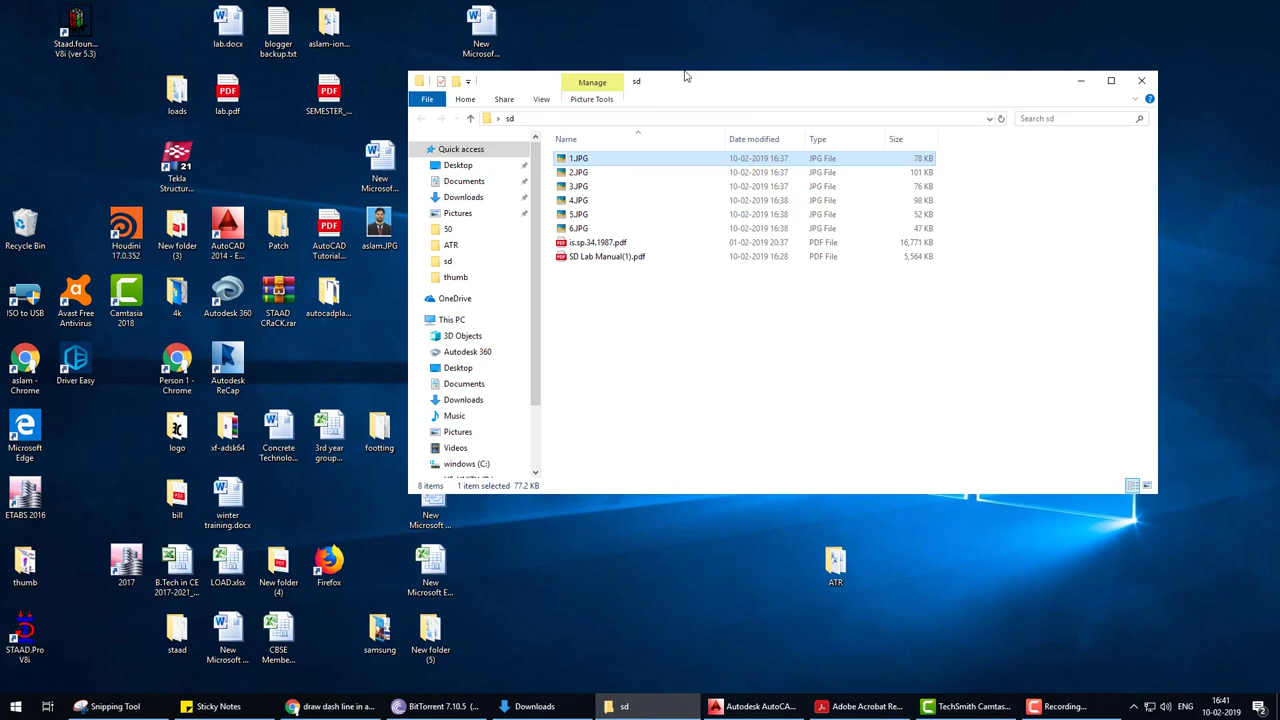 Staad.foun...
V8i (ver 5.3)
lab.docx
blogger
backup.txt
aslam-ion...
New
Microsof...
loads
lab.pdf
SEMESTER_...
Tekla
Structur...
21
New
Microsof...
Recycle Bin
Houdini
17.0.352
New folder
(3)
AutoCAD
2014 - E...
Patch
AutoCAD
Tutorial...
aslam.JPG
ISO to USB
Avast Free
Antivirus
Camtasia
2018
4k
Autodesk 360
STAAD
CRaCK.rar
autocadpla...
aslam -
Chrome
Driver Easy
Person 1 -
Chrome
Autodesk
ReCap
Microsoft
Edge
logo
xf-adsk64
Concrete
Technolo...
3rd year
group...
footting
ETABS 2016
bill
winter
training.docx
New
Microsoft ...
thumb
2017
B.Tech in CE
2017-2021_...
LOAD.xlsx
New folder
(4)
Firefox
New
Microsoft E...
ATR
STAAD.Pro
V8i
staad
New
Microsoft ...
CBSE
Membe...
samsung
New folder
(5)
Manage
sd
File
Home
Share
View
Picture Tools
sd
Search sd
Name
Date modified
Type
Size
Quick access
Desktop
Documents
Downloads
Pictures
50
ATR
sd
thumb
OneDrive
This PC
3D Objects
Autodesk 360
Desktop
Documents
Downloads
Music
Pictures
Videos
windows (C:)
1.JPG 10-02-2019 16:37 JPG File 78 KB
2.JPG 10-02-2019 16:37 JPG File 101 KB
3.JPG 10-02-2019 16:37 JPG File 76 KB
4.JPG 10-02-2019 16:38 JPG File 98 KB
5.JPG 10-02-2019 16:38 JPG File 52 KB
6.JPG 10-02-2019 16:38 JPG File 47 KB
is.sp.34.1987.pdf 01-02-2019 20:37 PDF File 16,771 KB
SD Lab Manual(1).pdf 10-02-2019 16:28 PDF File 5,564 KB
8 items 1 item selected 77.2 KB
Snipping Tool
Sticky Notes
draw dash line in a...
BitTorrent 7.10.5 (...
Downloads
sd
Autodesk AutoCA...
Adobe Acrobat Re...
TechSmith Camtas...
Recording...
16:41
10-02-2019
2